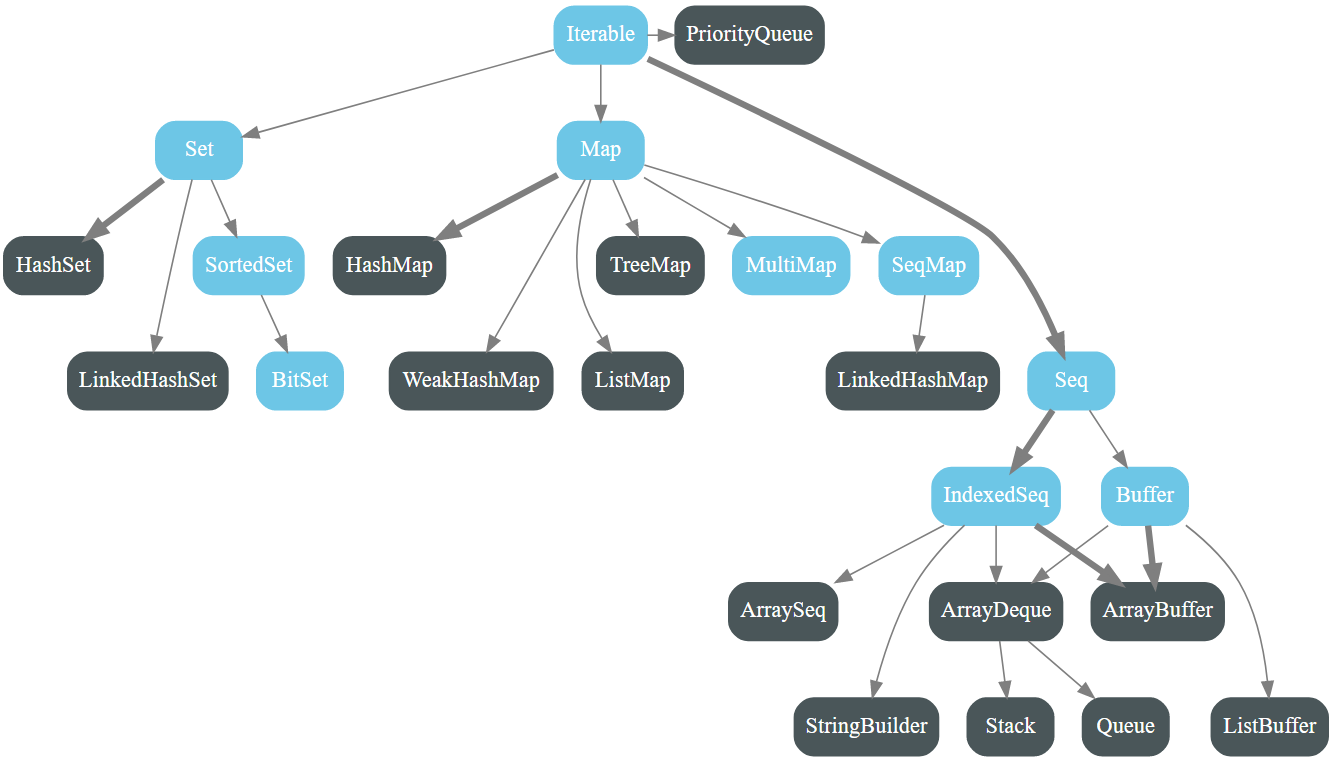 Iterable
PriorityQueue
Set
Map
HashSet
SortedSet
HashMap
TreeMap
MultiMap
SeqMap
LinkedHashSet
BitSet
WeakHashMap
ListMap
LinkedHashMap
Seq
IndexedSeq
Buffer
ArraySeq
ArrayDeque
ArrayBuffer
StringBuilder
Stack
Queue
ListBuffer